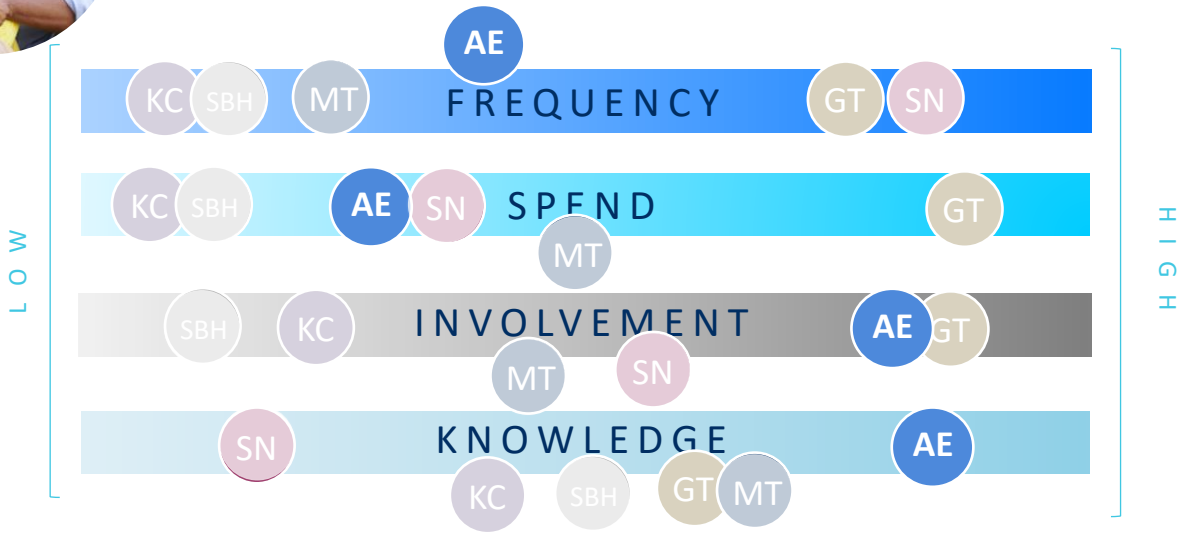 AE
KC SBH MT FREQUENCY GT SN
KC SBH AE SN SPEND GT
MT
LOW
HIGH
SBH KC INVOLVEMENT AE GT
MT SN
SN KNOWLEDGE AE
KC SBH GT MT